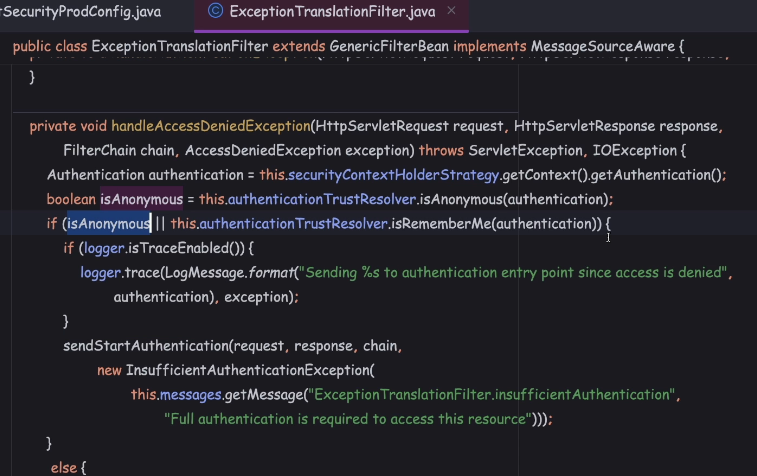 tSecurityProdConfig.java
ExceptionTranslationFilter.java
public class ExceptionTranslationFilter extends GenericFilterBean implements MessageSourceAware {
}
private void handleAccessDeniedException(HttpServletRequest request, HttpServletResponse response,
FilterChain chain, AccessDeniedException exception) throws ServletException, IOException {
Authentication authentication = this.securityContextHolderStrategy.getContext().getAuthentication();
boolean isAnonymous = this.authenticationTrustResolver.isAnonymous(authentication);
if (isAnonymous || this.authenticationTrustResolver.isRememberMe(authentication)) {
if (logger.isTraceEnabled()) {
logger.trace(LogMessage.format("Sending %s to authentication entry point since access is denied",
authentication), exception);
}
sendStartAuthentication(request, response, chain,
new InsufficientAuthenticationException(
this.messages.getMessage("ExceptionTranslationFilter.insufficientAuthentication",
"Full authentication is required to access this resource")));
}
else {